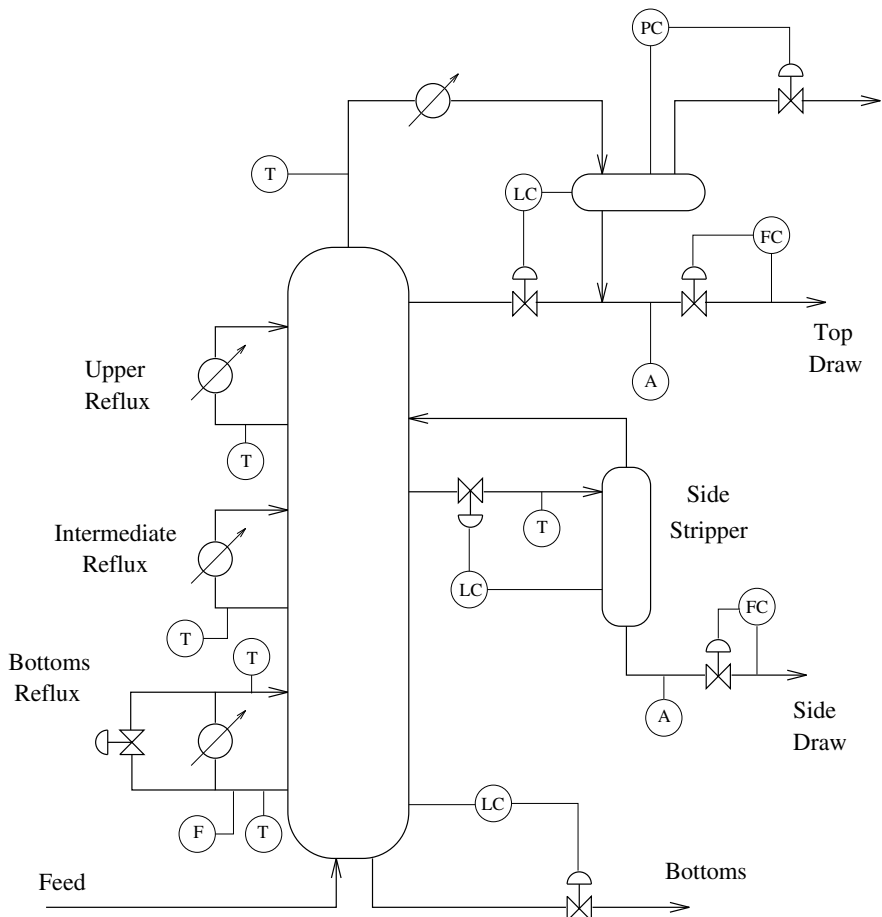 PC
T
LC
FC
Top
Draw
A
Upper
Reflux
T
Side
Stripper
T
Intermediate
Reflux
LC
FC
T
T
Bottoms
Reflux
A
Side
Draw
LC
F
T
Feed
Bottoms